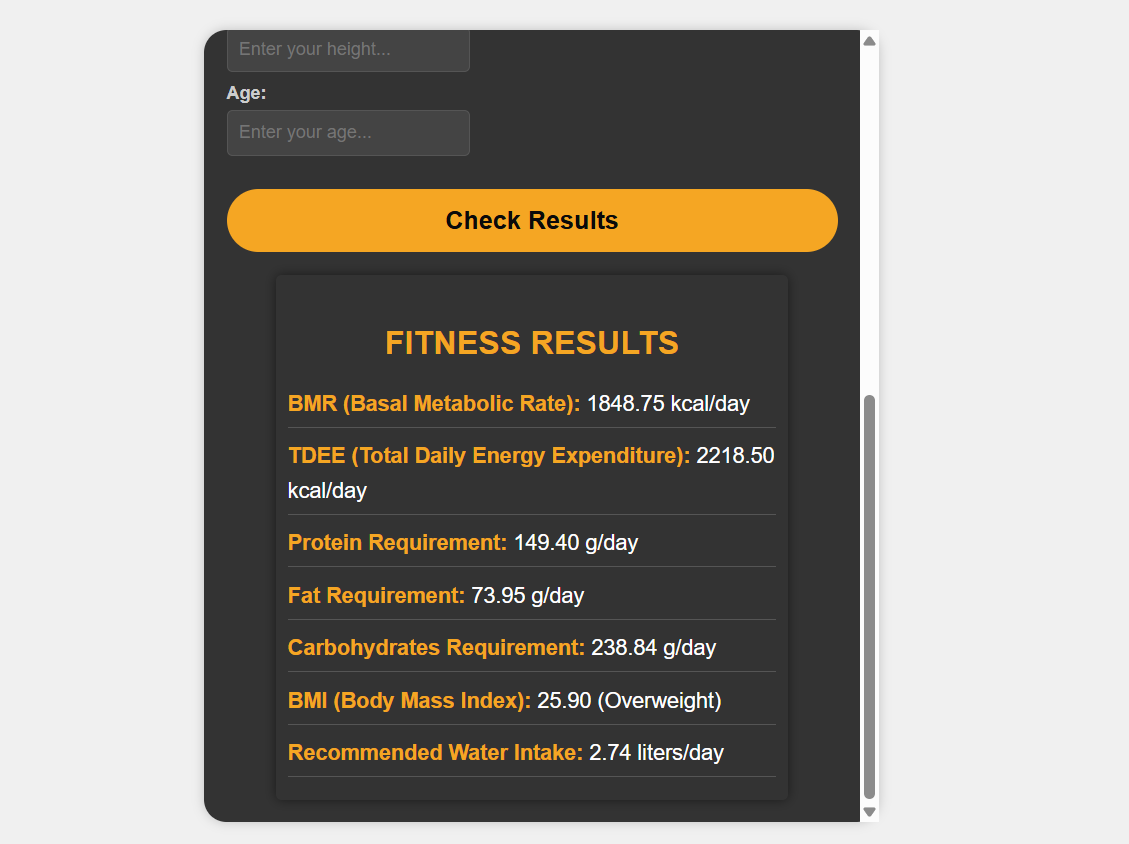 Enter your height...
Age:
Enter your age...
Check Results
FITNESS RESULTS
BMR (Basal Metabolic Rate): 1848.75 kcal/day
TDEE (Total Daily Energy Expenditure): 2218.50
kcal/day
Protein Requirement: 149.40 g/day
Fat Requirement: 73.95 g/day
Carbohydrates Requirement: 238.84 g/day
BMI (Body Mass Index): 25.90 (Overweight)
Recommended Water Intake: 2.74 liters/day